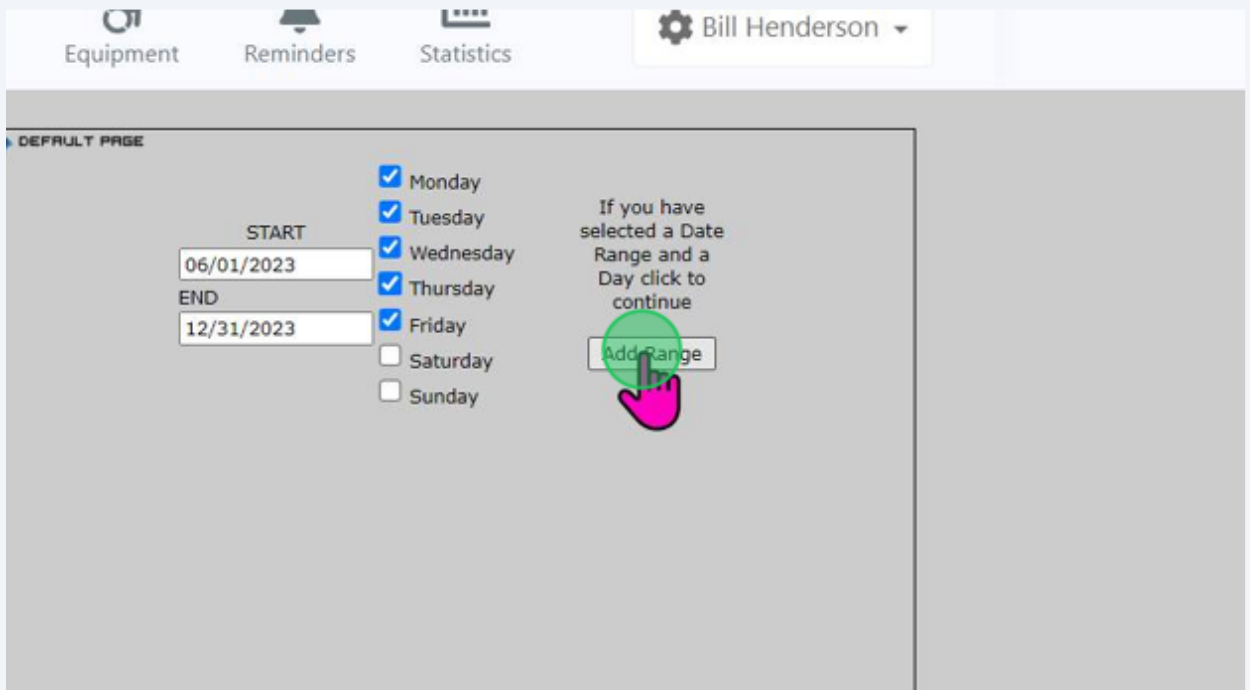 Equipment Reminders Statistics
Bill Henderson
DEFAULT PAGE
START
06/01/2023
END
12/31/2023
Monday
Tuesday
Wednesday
Thursday
Friday
Saturday
Sunday
If you have
selected a Date
Range and a
Day click to
continue
Add Range